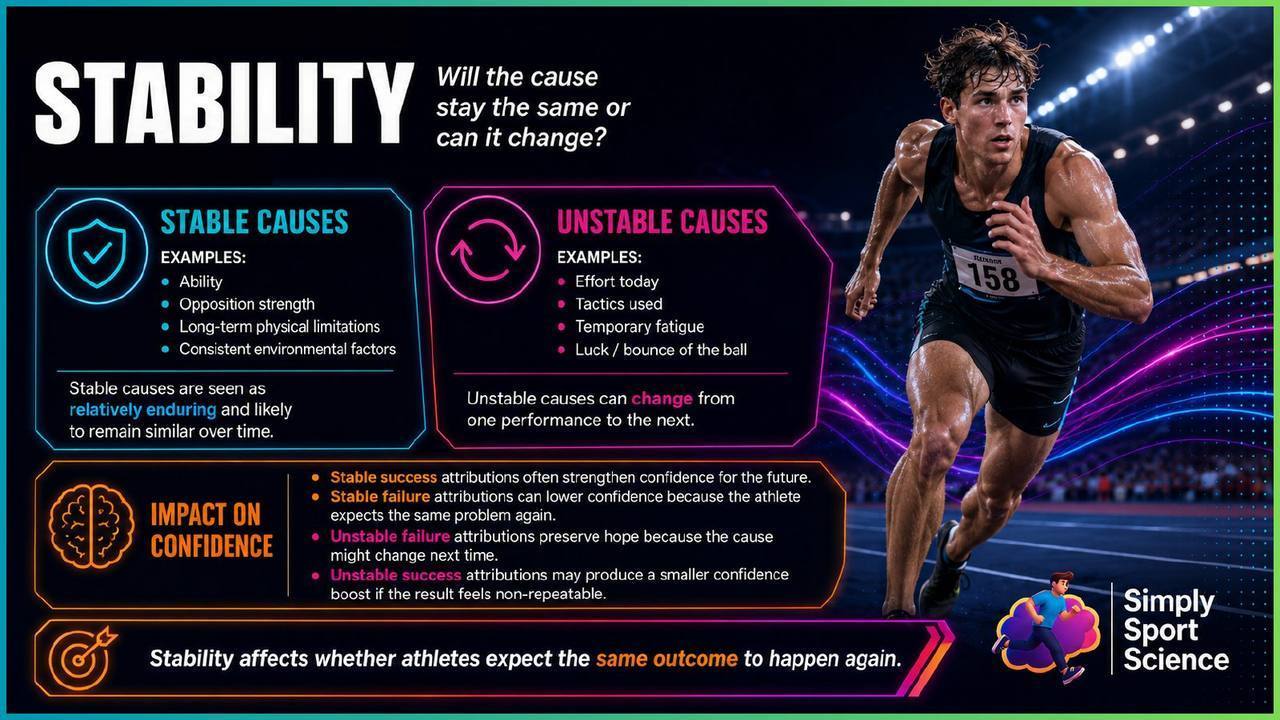 STABILITY
Will the cause
stay the same or
can it change?
STABLE CAUSES
EXAMPLES:
• Ability
• Opposition strength
• Long-term physical limitations
• Consistent environmental factors
Stable causes are seen as
relatively enduring and likely
to remain similar over time.
UNSTABLE CAUSES
EXAMPLES:
• Effort today
• Tactics used
• Temporary fatigue
• Luck / bounce of the ball
Unstable causes can change from
one performance to the next.
158
IMPACT ON
CONFIDENCE
• Stable success attributions often strengthen confidence for the future.
• Stable failure attributions can lower confidence because the athlete
expects the same problem again.
• Unstable failure attributions preserve hope because the cause
might change next time.
• Unstable success attributions may produce a smaller confidence
boost if the result feels non-repeatable.
Stability affects whether athletes expect the same outcome to happen again.
Simply
Sport
Science